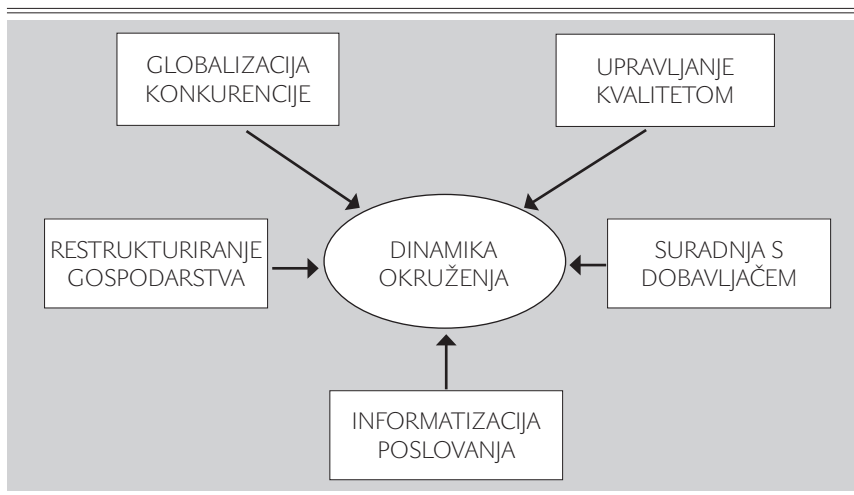 GLOBALIZACIJA
KONKURENCIJE
UPRAVLJANJE
KVALITETOM
RESTRUKTURIRANJE
GOSPODARSTVA
DINAMIKA
OKRUŽENJA
SURADNJA S
DOBAVLJAČEM
INFORMATIZACIJA
POSLOVANJA